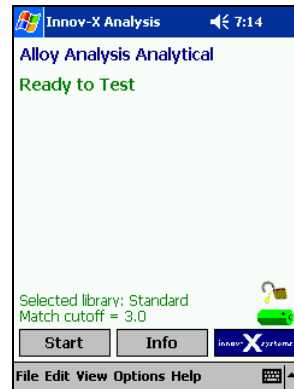 Innov-X Analysis 7:14
Alloy Analysis Analytical
Ready to Test
Selected library: Standard
Match cutoff = 3.0
Start Info innov-X systems
File Edit View Options Help